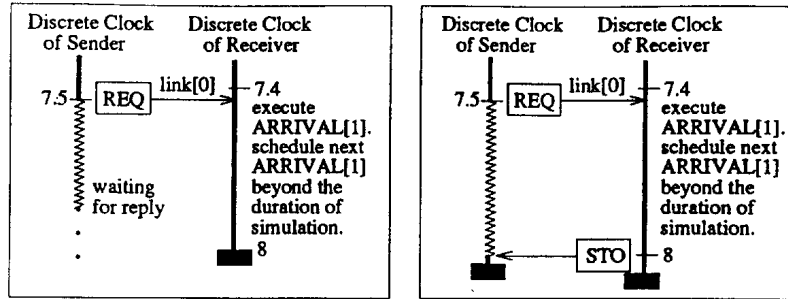 Discrete Clock
of Sender
Discrete Clock
of Receiver
7.5
REQ
link[0]
7.4
execute
ARRIVAL[1].
schedule next
ARRIVAL[1]
beyond the
duration of
simulation.
waiting
for reply
8
Discrete Clock
of Sender
Discrete Clock
of Receiver
7.5
REQ
link[0]
7.4
execute
ARRIVAL[1].
schedule next
ARRIVAL[1]
beyond the
duration of
simulation.
STO
8